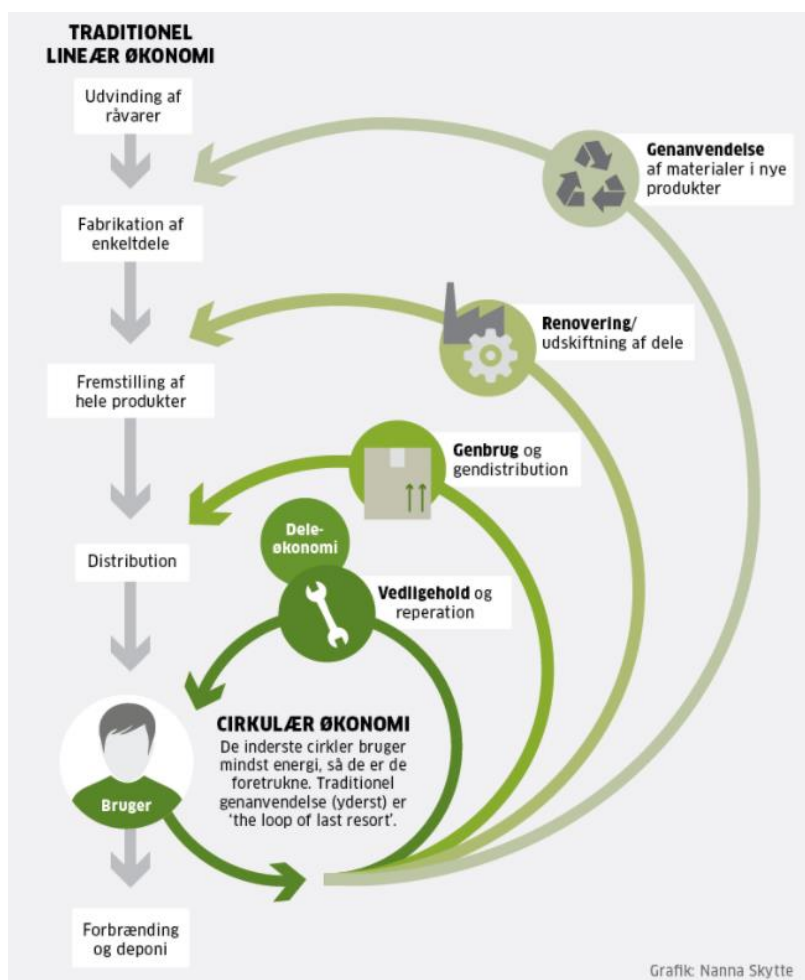 TRADITIONEL
LINEÆR ØKONOMI
Udvinding af
råvarer
Fabrikation af
enkeltdele
Fremstilling af
hele produkter
Distribution
Bruger
Forbrænding
og deponi
Genanvendelse
af materialer i nye
produkter
Renovering/
udskiftning af dele
Genbrug og
gendistribution
Dele-
økonomi
Vedligehold og
reperation
CIRKULÆR ØKONOMI
De inderste cirkler bruger
mindst energi, så de er de
foretrukne. Traditionel
genanvendelse (yderst) er
‘the loop of last resort’.
Grafik: Nanna Skytte